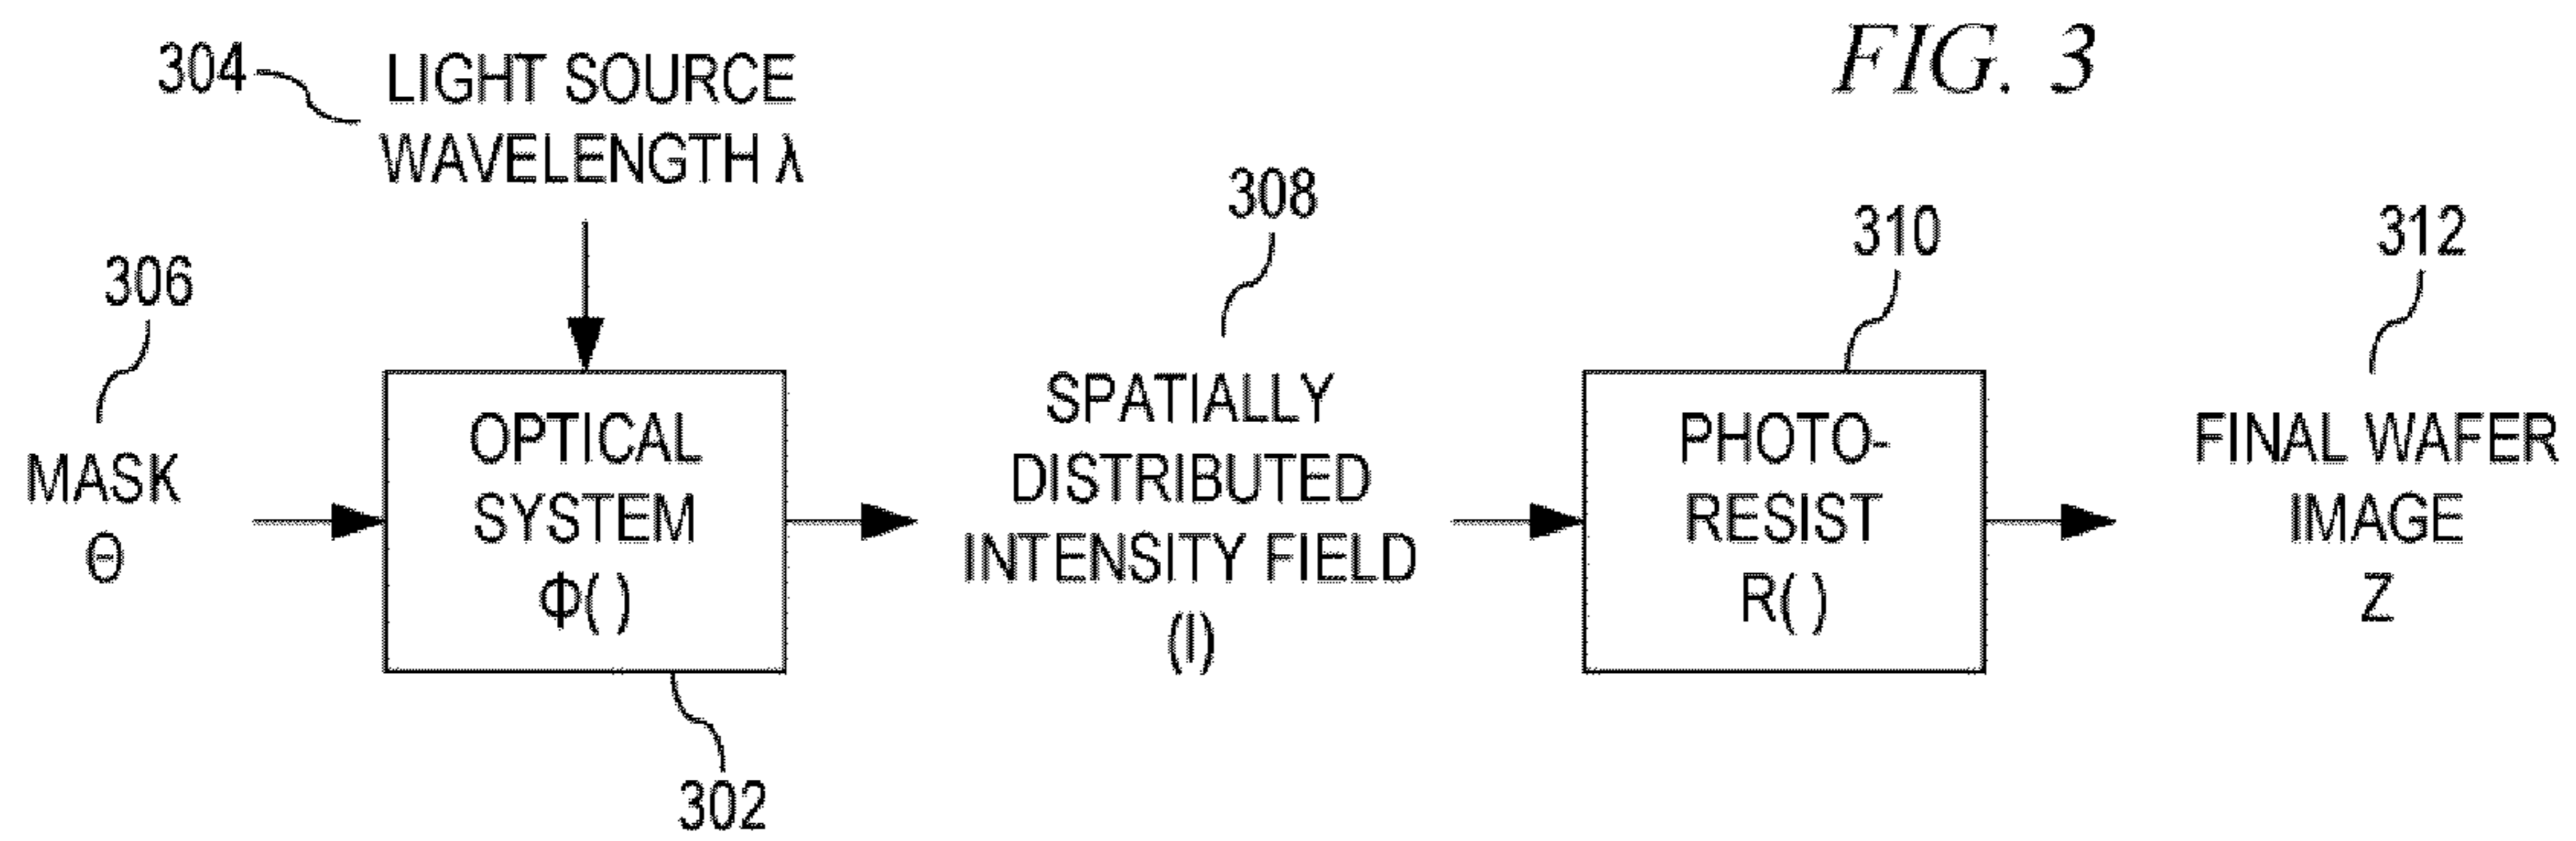 FIG. 3
304
LIGHT SOURCE
WAVELENGTH λ
306
MASK
Θ
OPTICAL
SYSTEM
Φ( )
302
308
SPATIALLY
DISTRIBUTED
INTENSITY FIELD
(I)
310
PHOTO-
RESIST
R( )
312
FINAL WAFER
IMAGE
Z